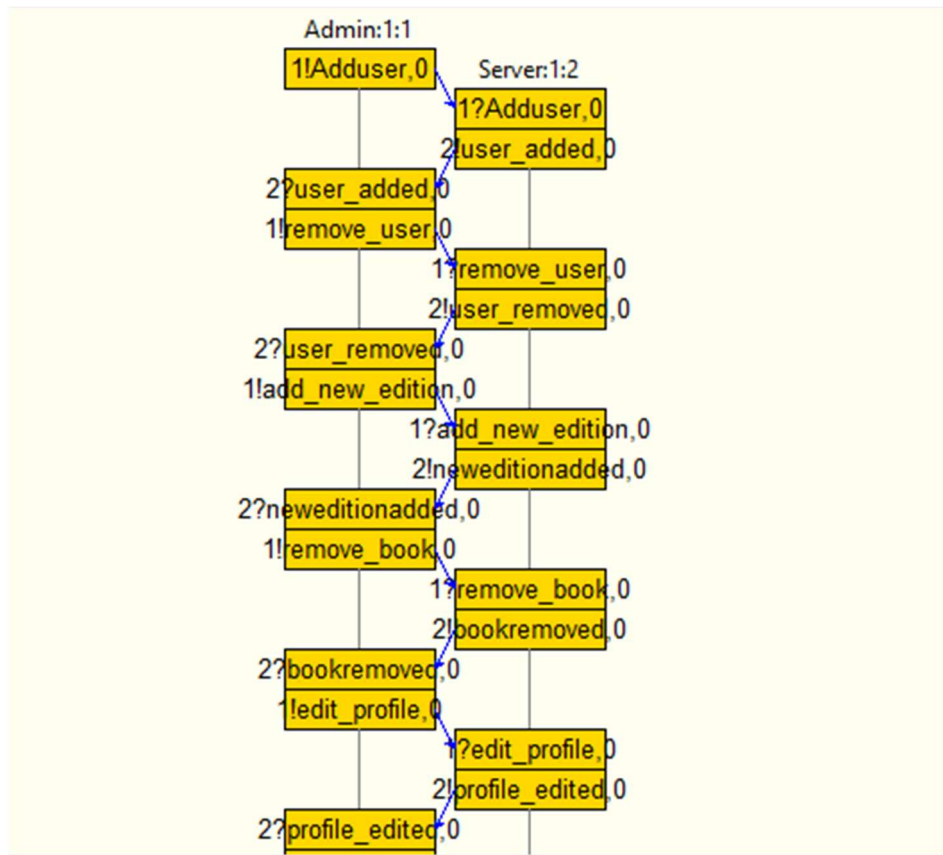 Admin:1:1
1!Adduser,0
Server:1:2
1?Adduser,0
2!user_added,0
2?user_added,0
1!remove_user,0
1?remove_user,0
2!user_removed,0
2?user_removed,0
1!add_new_edition,0
1?add_new_edition,0
2!neweditionadded,0
2?neweditionadded,0
1!remove_book,0
1?remove_book,0
2!bookremoved,0
2?bookremoved,0
1!edit_profile,0
1?edit_profile,0
2!profile_edited,0
2?profile_edited,0